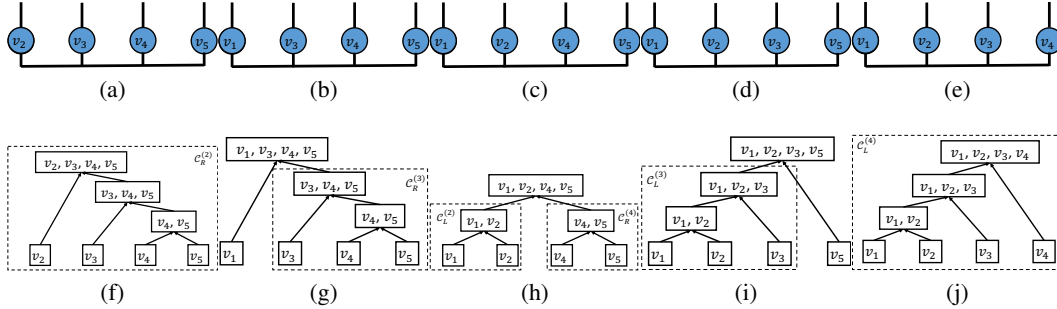 v₂ v₃ v₄ v₅ v₁ v₃ v₄ v₅ v₁ v₂ v₄ v₅ v₁ v₂ v₃ v₅ v₁ v₂ v₃ v₄
(a) (b) (c) (d) (e)
v₂, v₃, v₄, v₅
𝒞_R^(2)
v₃, v₄, v₅
v₄, v₅
v₂ v₃ v₄ v₅
(f)
v₁, v₃, v₄, v₅
𝒞_R^(3)
v₃, v₄, v₅
v₄, v₅
v₁ v₃ v₄ v₅
(g)
v₁, v₂, v₄, v₅
𝒞_L^(2) v₁, v₂ v₄, v₅ 𝒞_R^(4)
v₁ v₂ v₄ v₅
(h)
v₁, v₂, v₃, v₅
𝒞_L^(3)
v₁, v₂, v₃
v₁, v₂
v₁ v₂ v₃ v₅
(i)
𝒞_L^(4)
v₁, v₂, v₃, v₄
v₁, v₂, v₃
v₁, v₂
v₁ v₂ v₃ v₄
(j)